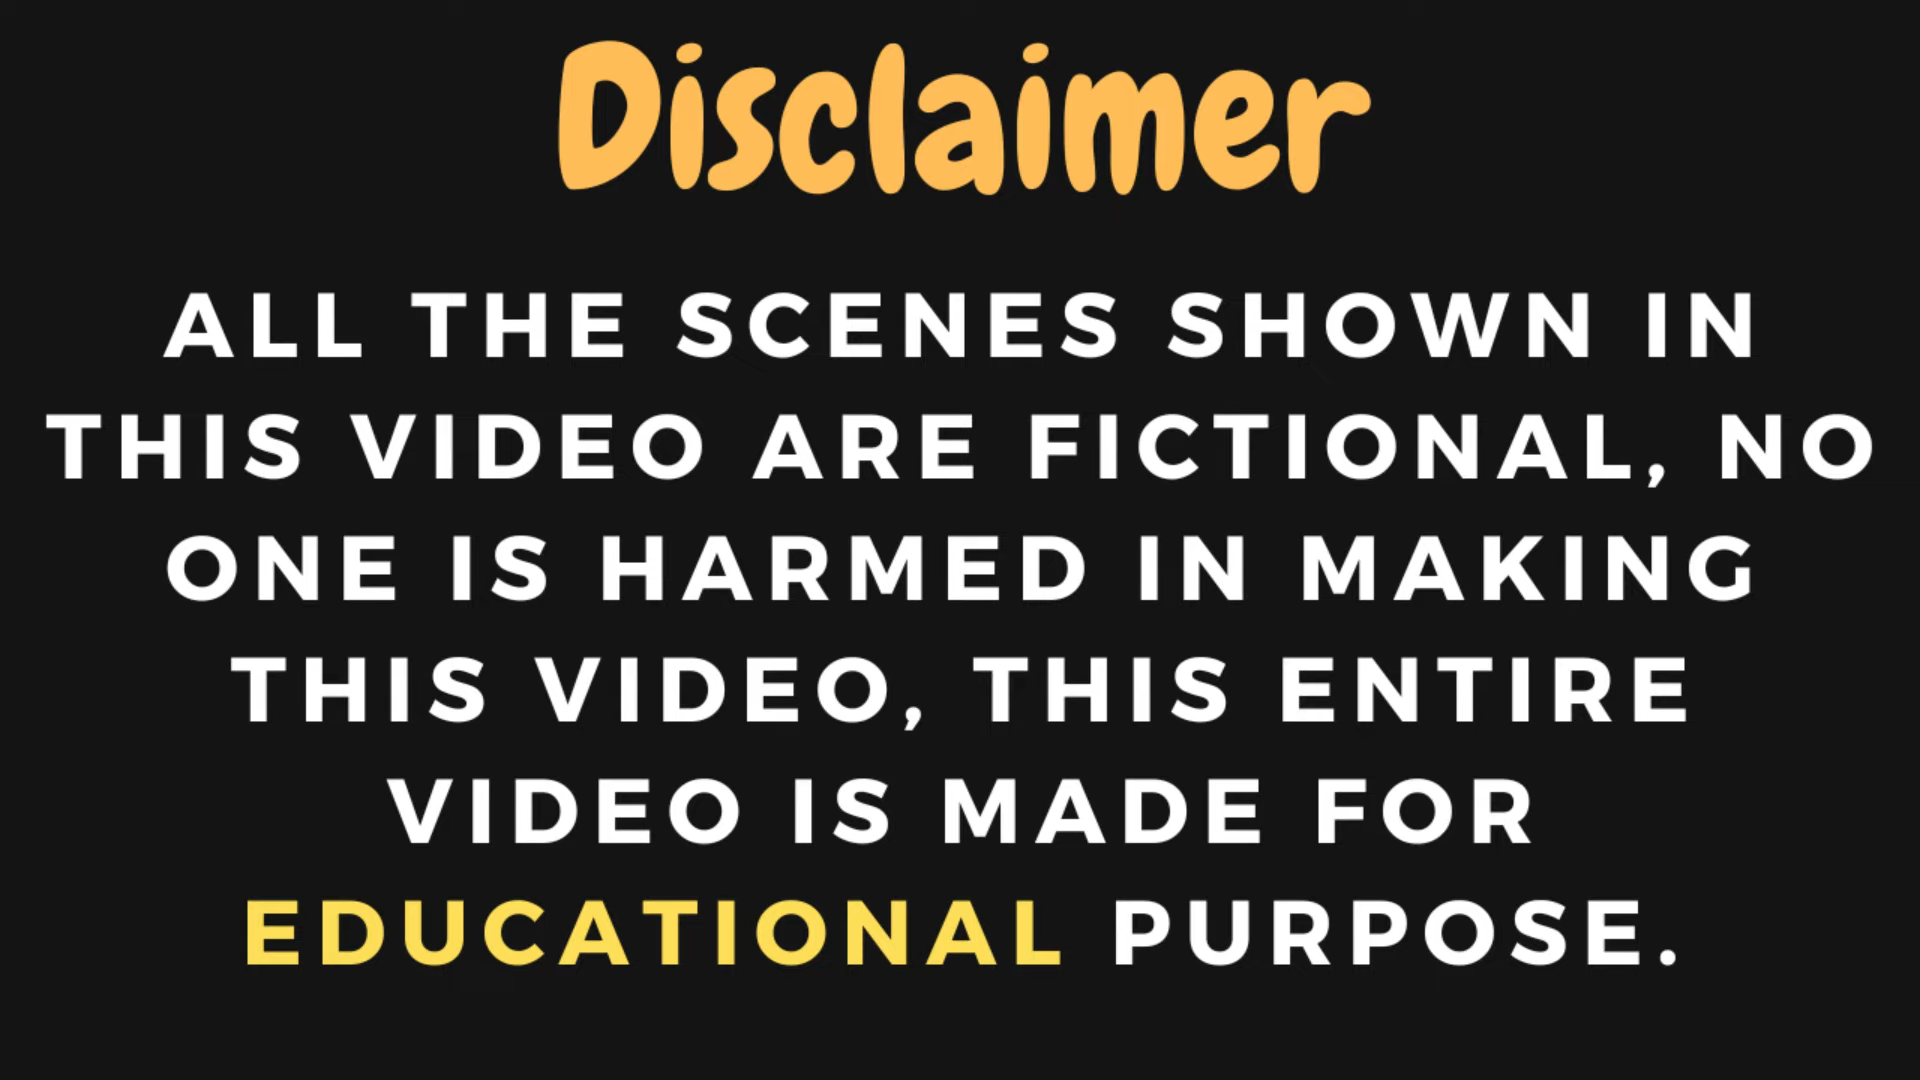 Disclaimer
ALL THE SCENES SHOWN IN
THIS VIDEO ARE FICTIONAL, NO
ONE IS HARMED IN MAKING
THIS VIDEO, THIS ENTIRE
VIDEO IS MADE FOR
EDUCATIONAL PURPOSE.